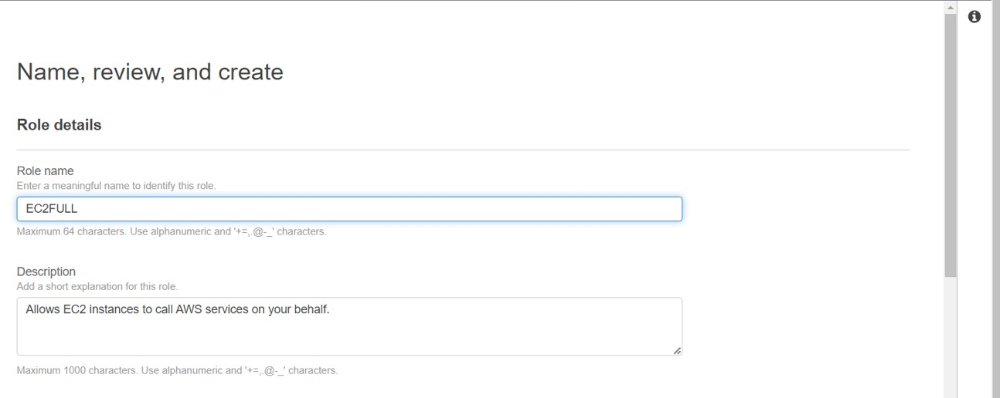 Name, review, and create
Role details
Role name
Enter a meaningful name to identify this role.
EC2FULL
Maximum 64 characters. Use alphanumeric and '+=,.@-_' characters.
Description
Add a short explanation for this role.
Allows EC2 instances to call AWS services on your behalf.
Maximum 1000 characters. Use alphanumeric and '+=,.@-_' characters.